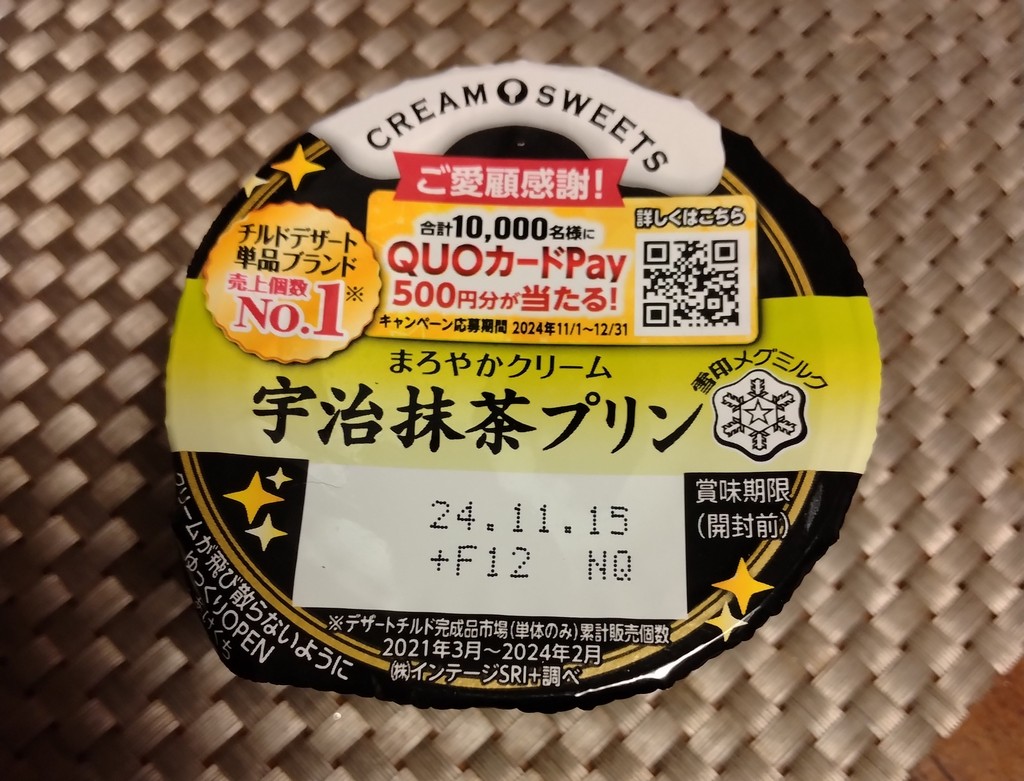 CREAM SWEETS
ご愛顧感謝!
合計10,000名様に
QUOカードPay
500円分が当たる!
キャンペーン応募期間 2024年11/1~12/31
詳しくはこちら
チルドデザート
単品ブランド
売上個数
No.1※
まろやかクリーム
宇治抹茶プリン
雪印メグミルク
24.11.15
+F12 NQ
賞味期限
(開封前)
クリームが飛び散らないように
ゆっくりOPEN
あけくち
※デザートチルド完成品市場(単体のみ)累計販売個数
2021年3月~2024年2月
㈱インテージSRI+調べ